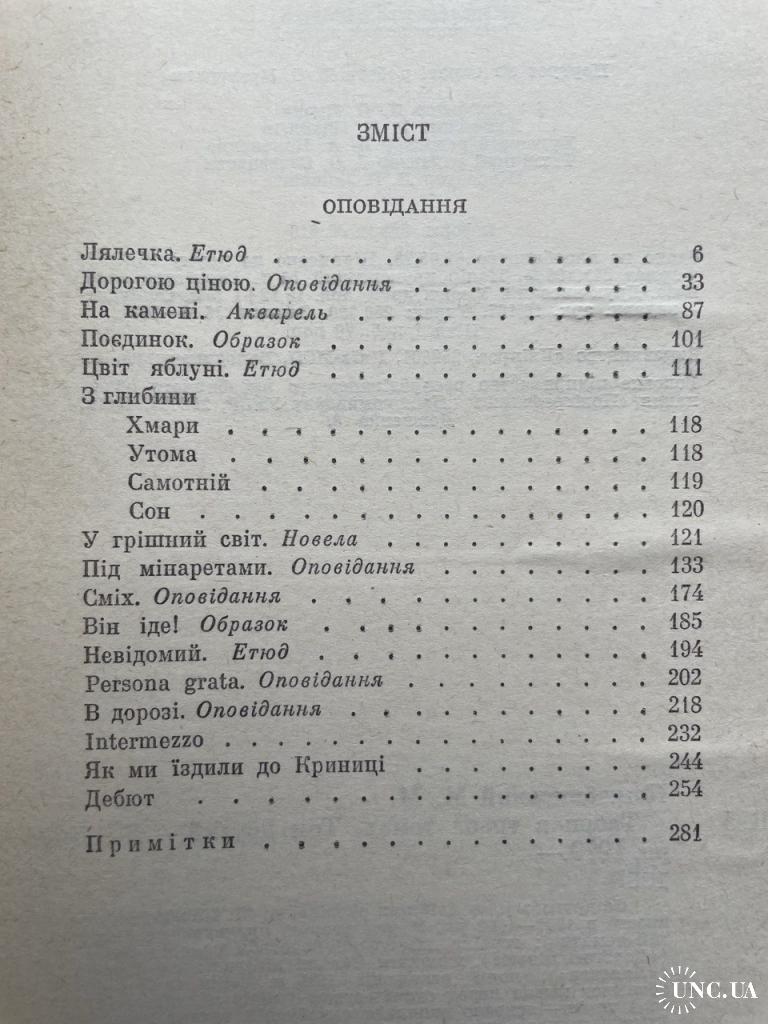 ЗМІСТ
ОПОВІДАННЯ
Лялечка. Етюд . . . . . . . . . . . . . . 6
Дорогою ціною. Оповідання . . . . . . . . . 33
На камені. Акварель . . . . . . . . . . . 87
Поєдинок. Образок . . . . . . . . . . . . 101
Цвіт яблуні. Етюд . . . . . . . . . . . . 111
З глибини
Хмари . . . . . . . . . . . . . . . 118
Утома . . . . . . . . . . . . . . . 118
Самотній . . . . . . . . . . . . . . 119
Сон . . . . . . . . . . . . . . . . 120
У грішний світ. Новела . . . . . . . . . . 121
Під мінаретами. Оповідання . . . . . . . . 133
Сміх. Оповідання . . . . . . . . . . . . 174
Він іде! Образок . . . . . . . . . . . . 185
Невідомий. Етюд . . . . . . . . . . . . 194
Persona grata. Оповідання . . . . . . . . . 202
В дорозі. Оповідання . . . . . . . . . . . 218
Intermezzo . . . . . . . . . . . . . . . 232
Як ми їздили до Криниці . . . . . . . . . 244
Дебют . . . . . . . . . . . . . . . . 254
Примітки . . . . . . . . . . . . . . 281
UNC.UA